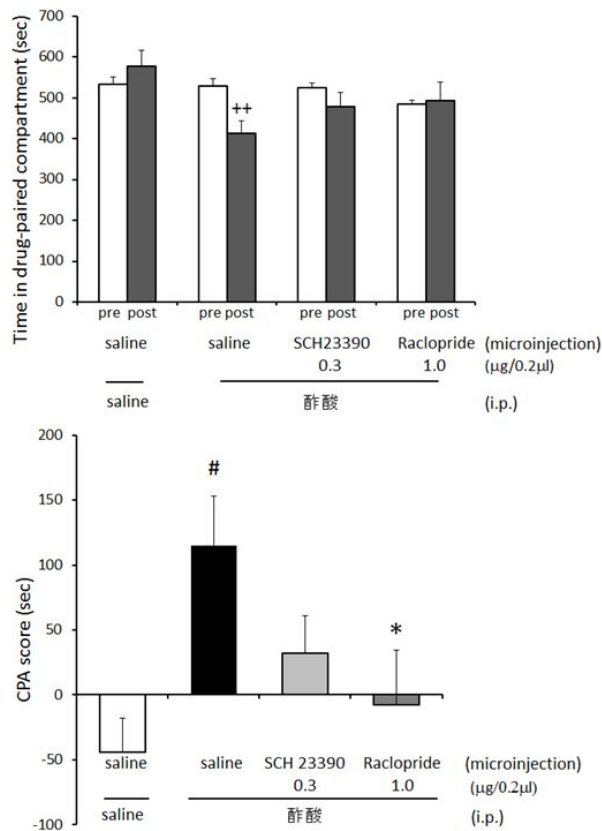 700
600
500
400
300
200
100
0
Time in drug-paired compartment (sec)
++
pre post pre post pre post pre post
saline saline SCH23390 Raclopride (microinjection)
0.3 1.0 (μg/0.2μl)
saline 酢酸 (i.p.)
200
150
100
50
0
-50
-100
CPA score (sec)
#
*
saline saline SCH 23390 Raclopride (microinjection)
0.3 1.0 (μg/0.2μl)
saline 酢酸 (i.p.)